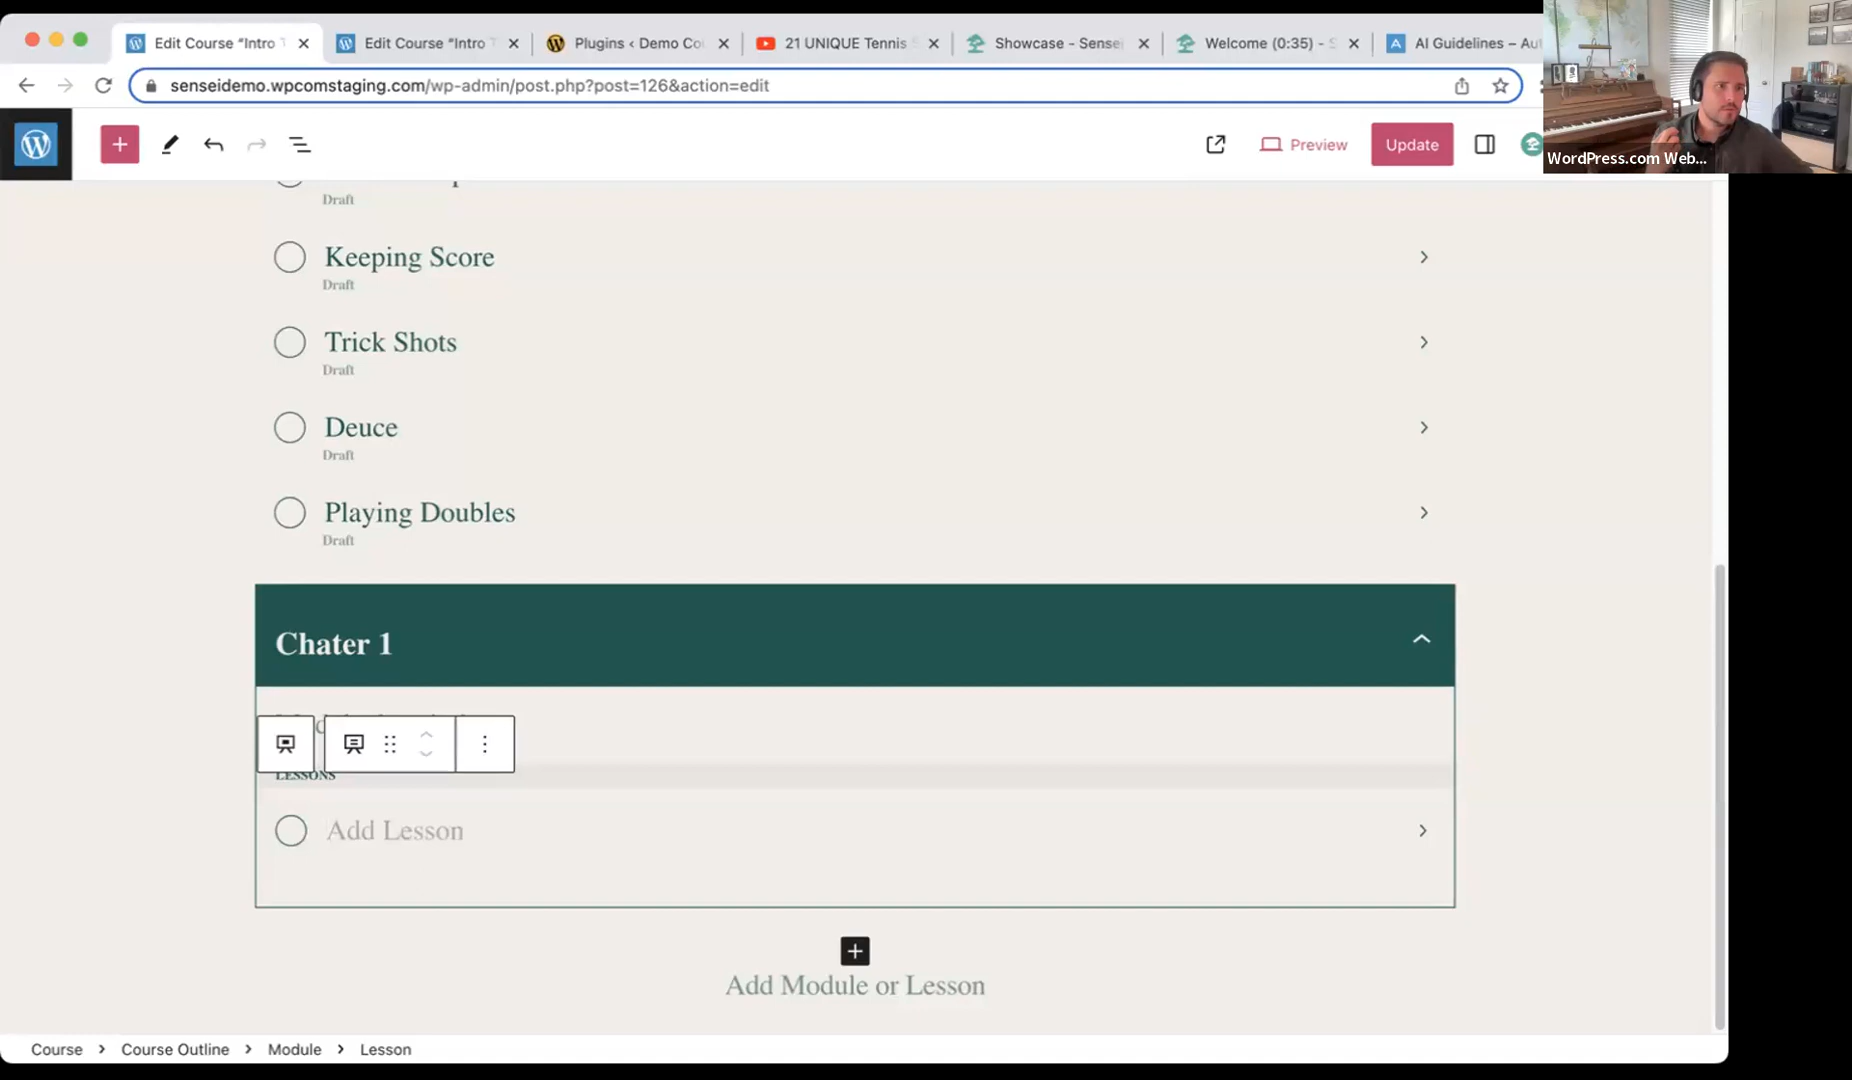 Edit Course "Intro T
Edit Course "Intro T
Plugins ‹ Demo Co
21 UNIQUE Tennis S
Showcase - Sensei
Welcome (0:35) - S
AI Guidelines – Aut
senseidemo.wpcomstaging.com/wp-admin/post.php?post=126&action=edit
WordPress.com Web...
Preview
Update
Draft
Keeping Score
Draft
Trick Shots
Draft
Deuce
Draft
Playing Doubles
Draft
Chater 1
LESSONS
Add Lesson
Add Module or Lesson
Course > Course Outline > Module > Lesson